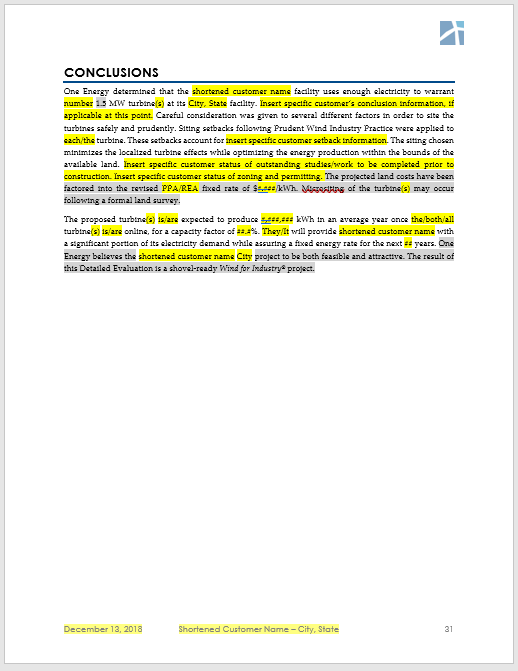 CONCLUSIONS
One Energy determined that the shortened customer name facility uses enough electricity to warrant
number 1.5 MW turbine(s) at its City, State facility. Insert specific customer's conclusion information, if
applicable at this point. Careful consideration was given to several different factors in order to site the
turbines safely and prudently. Siting setbacks following Prudent Wind Industry Practice were applied to
each/the turbine. These setbacks account for insert specific customer setback information. The siting chosen
minimizes the localized turbine effects while optimizing the energy production within the bounds of the
available land. Insert specific customer status of outstanding studies/work to be completed prior to
construction. Insert specific customer status of zoning and permitting. The projected land costs have been
factored into the revised PPA/REA fixed rate of $#.###/kWh. Micrositing of the turbine(s) may occur
following a formal land survey.
The proposed turbine(s) is/are expected to produce #,###,### kWh in an average year once the/both/all
turbine(s) is/are online, for a capacity factor of ##.#%. They/It will provide shortened customer name with
a significant portion of its electricity demand while assuring a fixed energy rate for the next ## years. One
Energy believes the shortened customer name City project to be both feasible and attractive. The result of
this Detailed Evaluation is a shovel-ready Wind for Industry® project.
December 13, 2018 Shortened Customer Name – City, State 31